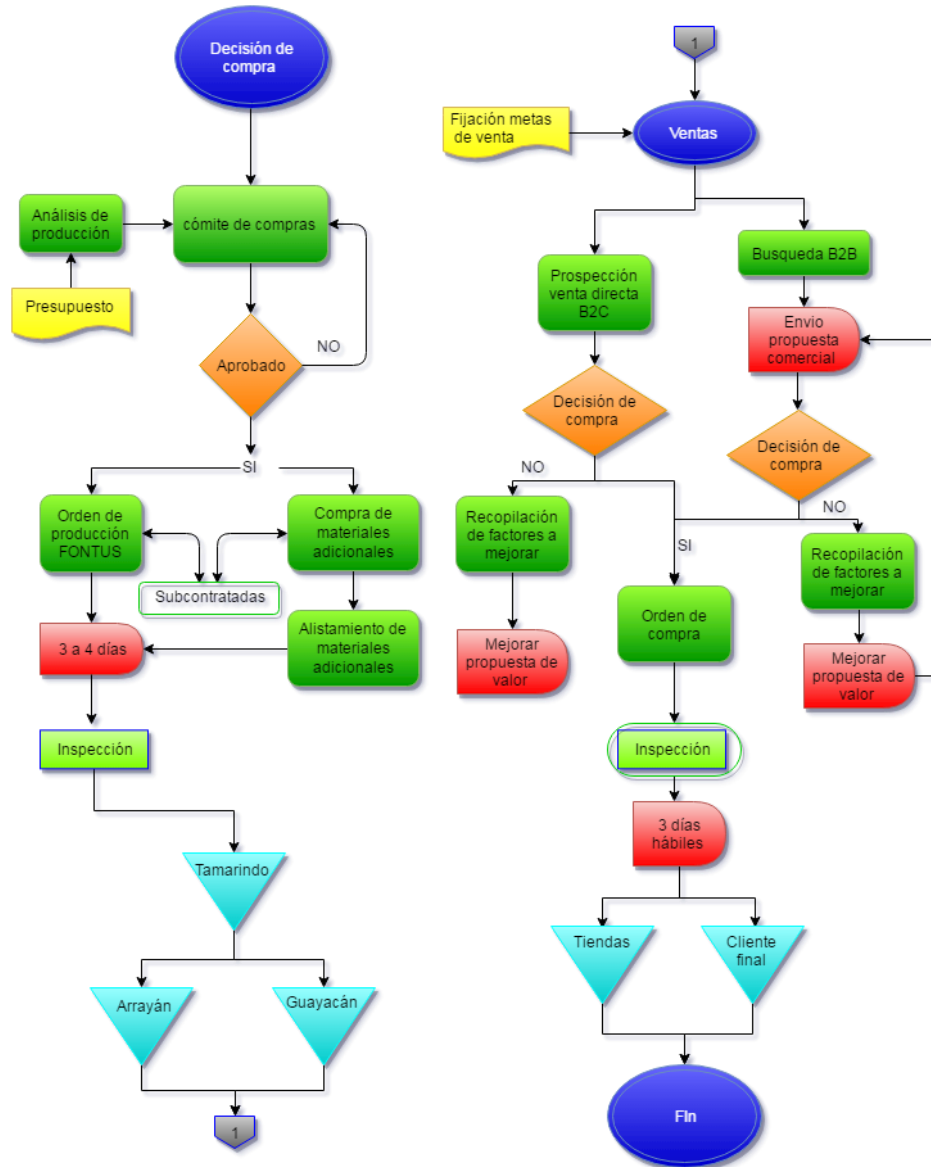 Decisión de
compra
Análisis de
producción
cómite de compras
Presupuesto
Aprobado
NO
SI
Orden de
producción
FONTUS
Compra de
materiales
adicionales
Subcontratadas
3 a 4 días
Alistamiento de
materiales
adicionales
Inspección
Tamarindo
Arrayán
Guayacán
1
1
Fijación metas
de venta
Ventas
Prospección
venta directa
B2C
Busqueda B2B
Envio
propuesta
comercial
Decisión de
compra
Decisión de
compra
NO
NO
SI
Recopilación
de factores a
mejorar
Recopilación
de factores a
mejorar
Orden de
compra
Mejorar
propuesta de
valor
Mejorar
propuesta de
valor
Inspección
3 días
hábiles
Tiendas
Cliente
final
FIn